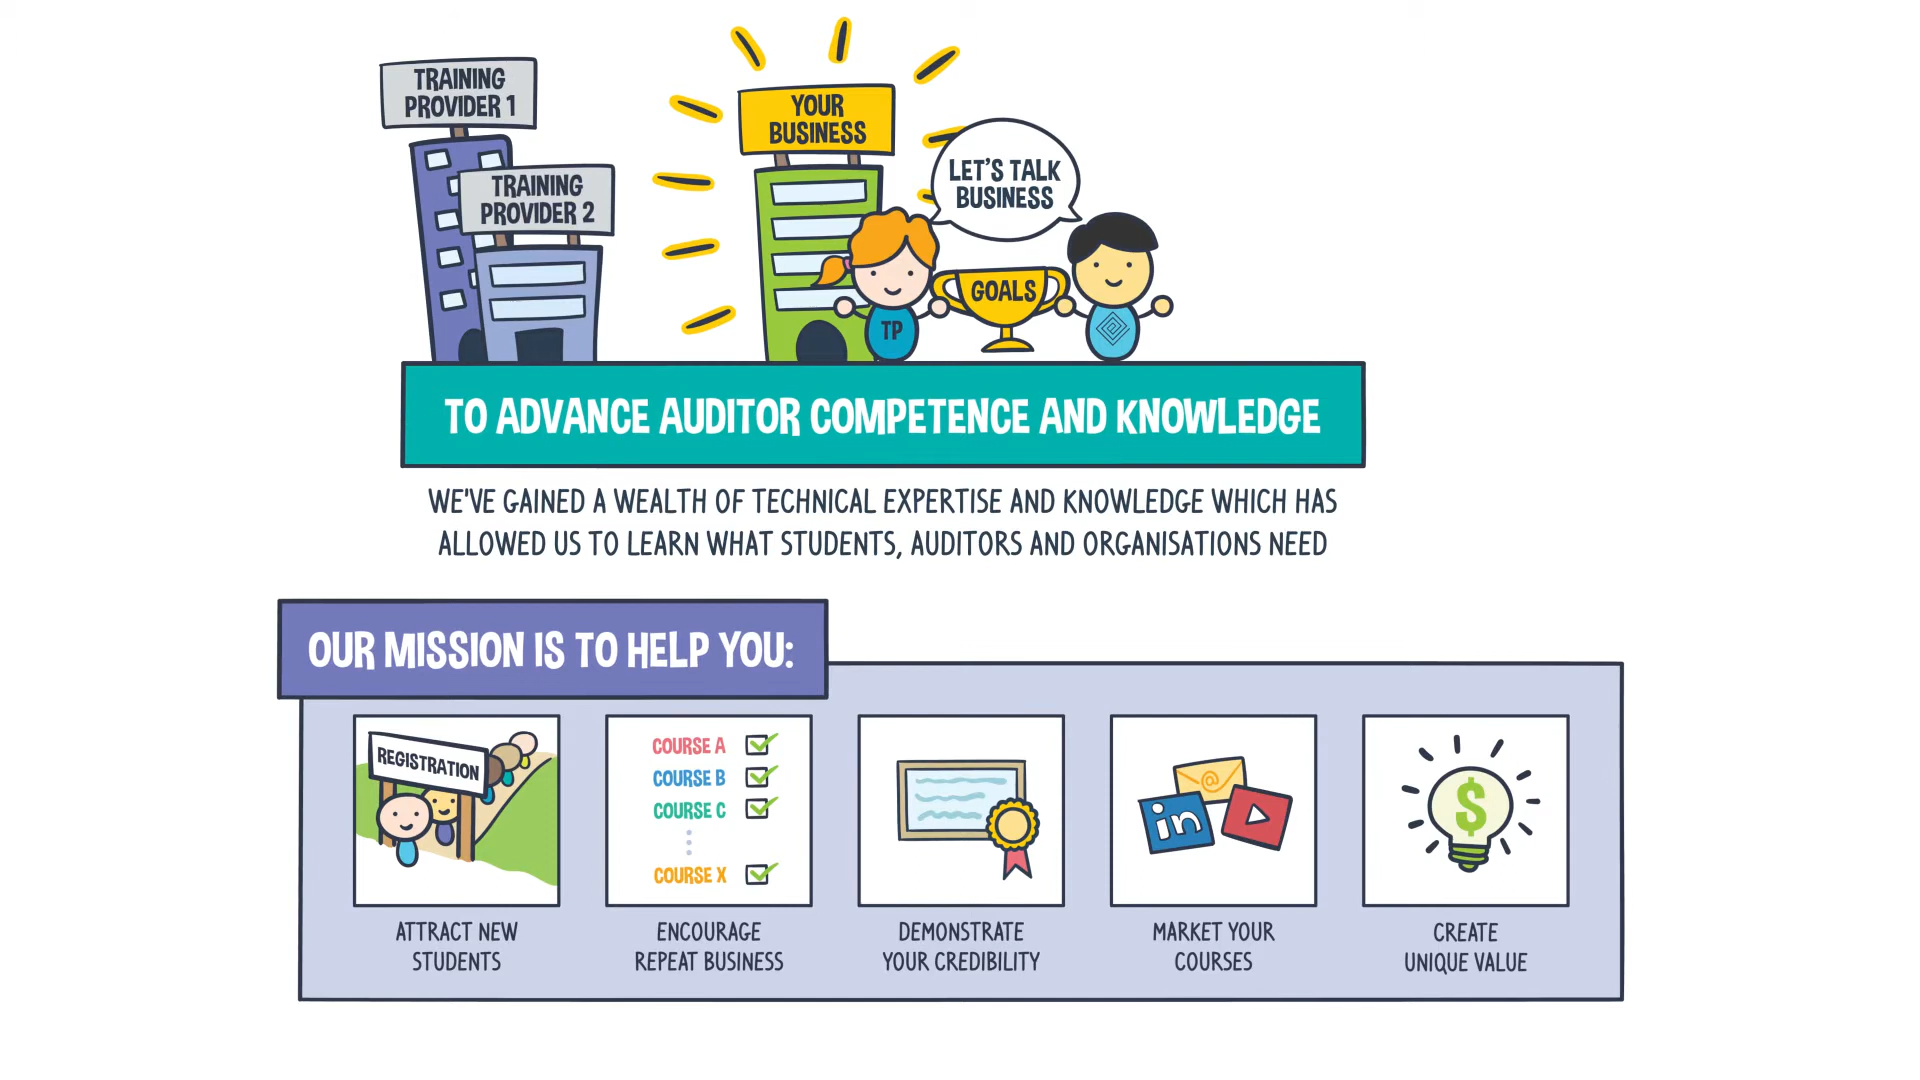 TRAINING
PROVIDER 1
TRAINING
PROVIDER 2
YOUR
BUSINESS
LET'S TALK
BUSINESS
GOALS
TP
TO ADVANCE AUDITOR COMPETENCE AND KNOWLEDGE
WE'VE GAINED A WEALTH OF TECHNICAL EXPERTISE AND KNOWLEDGE WHICH HAS
ALLOWED US TO LEARN WHAT STUDENTS, AUDITORS AND ORGANISATIONS NEED
OUR MISSION IS TO HELP YOU:
REGISTRATION
ATTRACT NEW
STUDENTS
COURSE A
COURSE B
COURSE C
COURSE X
ENCOURAGE
REPEAT BUSINESS
DEMONSTRATE
YOUR CREDIBILITY
@
in
MARKET YOUR
COURSES
$
CREATE
UNIQUE VALUE